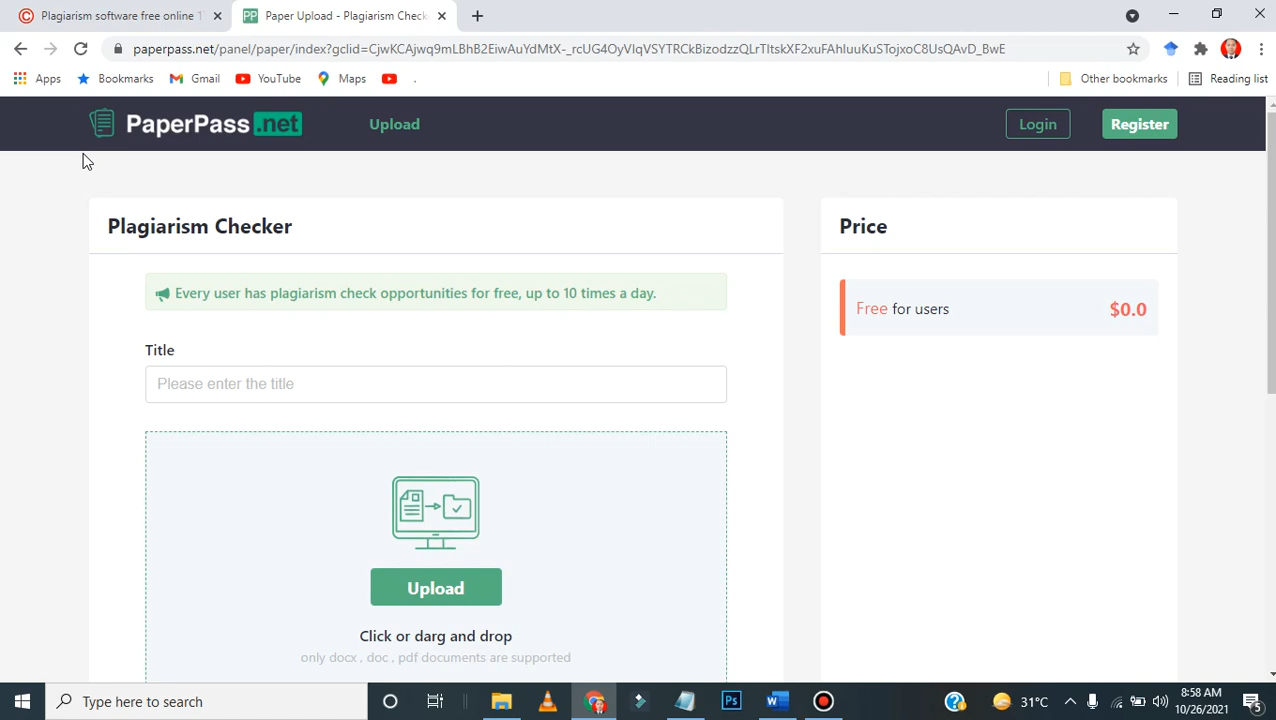 Plagiarism software free online 1
Paper Upload - Plagiarism Check
paperpass.net/panel/paper/index?gclid=
Apps
Bookmarks
Gmail
YouTube
Maps
.
Other bookmarks
Reading list
PaperPass .net
Upload
Login
Register
Plagiarism Checker
Price
Every user has plagiarism check opportunities for free, up to 10 times a day.
Free for users
$0.0
Title
Please enter the title
Upload
Click or darg and drop
only docx , doc , pdf documents are supported
Type here to search
31°C
8:58 AM
10/26/2021
5